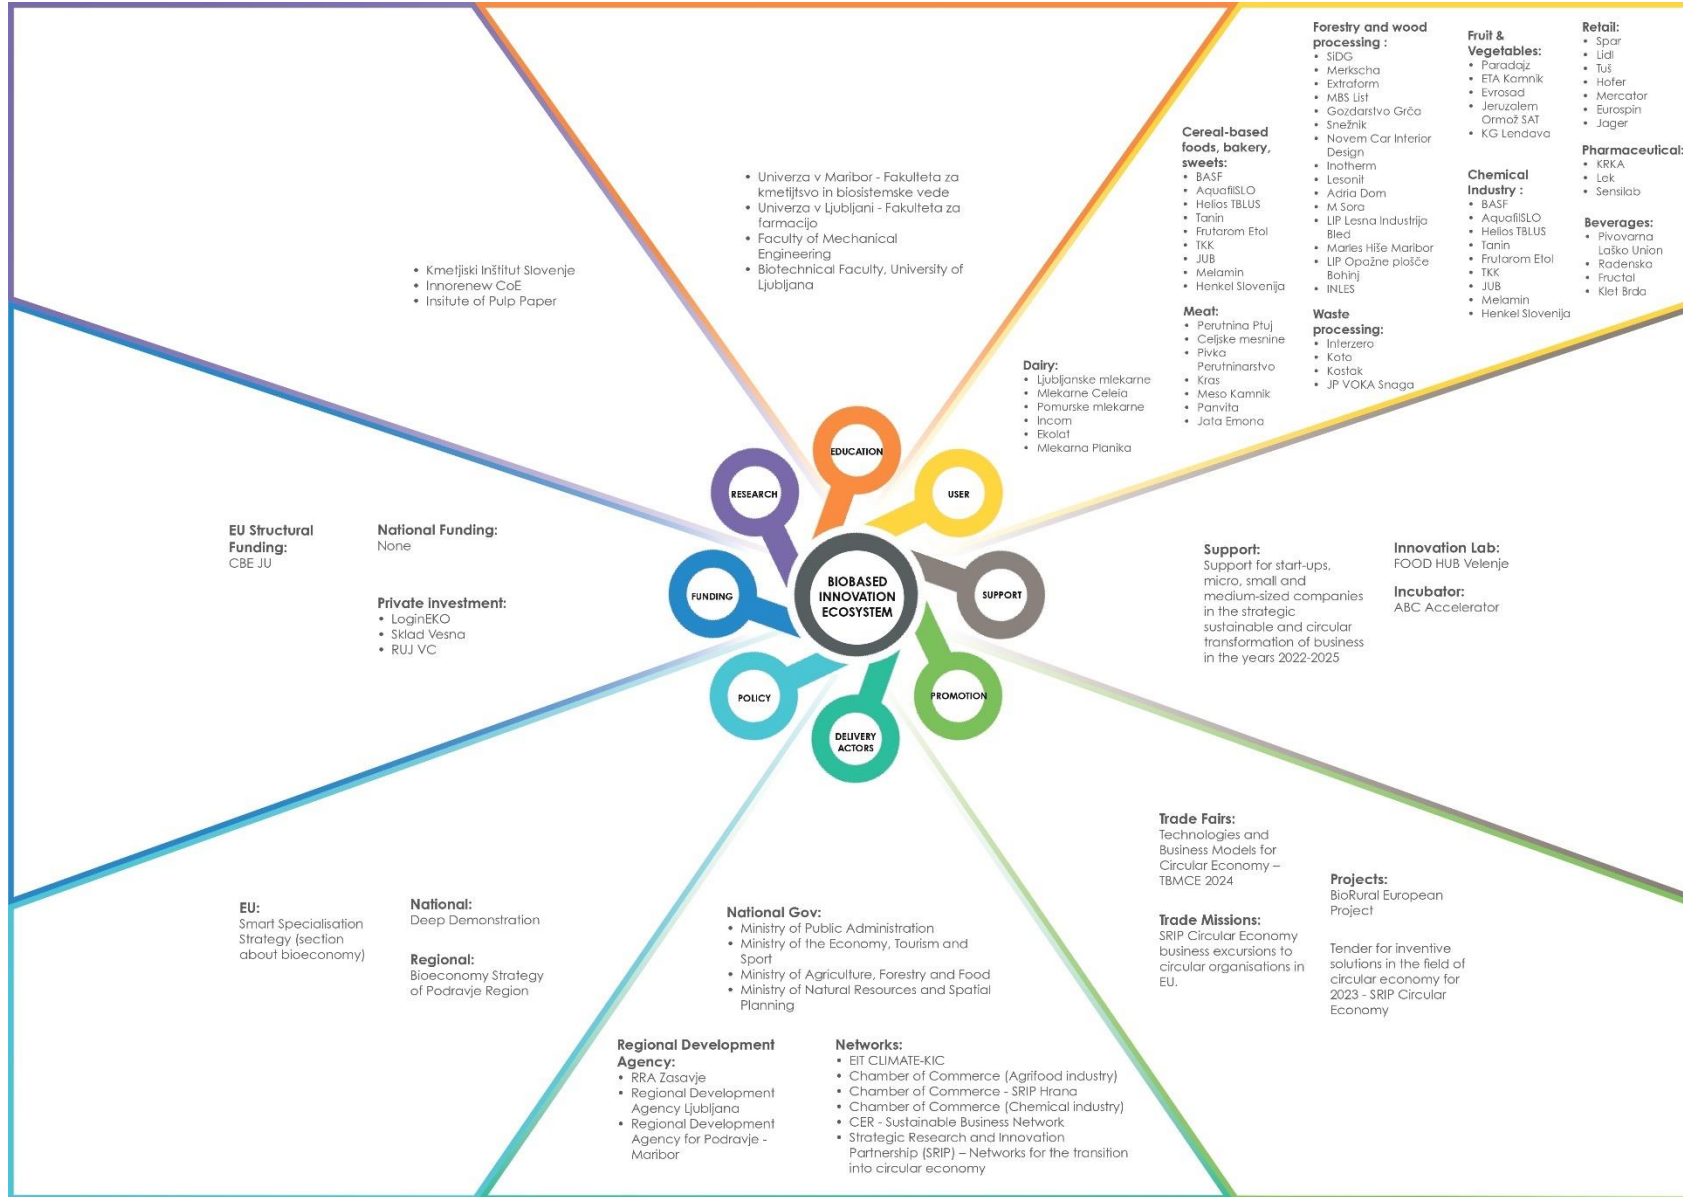 Forestry and wood
processing :
• SiDG
• Merkscha
• Extraform
• MBS List
• Gozdarstvo Grča
• Snežnik
• Novem Car Interior
Design
• Inotherm
• Lesonit
• Adria Dom
• M Sora
• LIP Lesna Industrija
Bled
• Marles Hiše Maribor
• LIP Opažne plošče
Bohinj
• INLES
Fruit &
Vegetables:
• Paradajz
• ETA Kamnik
• Evrosad
• Jeruzalem
Ormož SAT
• KG Lendava
Retail:
• Spar
• Lidl
• Tuš
• Hofer
• Mercator
• Eurospin
• Jager
Pharmaceutical:
• KRKA
• Lek
• Sensilab
Cereal-based
foods, bakery,
sweets:
• BASF
• AquafilSLO
• Helios TBLUS
• Tanin
• Frutarom Etol
• TKK
• JUB
• Melamin
• Henkel Slovenija
Chemical
Industry :
• BASF
• AquafilSLO
• Helios TBLUS
• Tanin
• Frutarom Etol
• TKK
• JUB
• Melamin
• Henkel Slovenija
Beverages:
• Pivovarna
Laško Union
• Radenska
• Fructal
• Klet Brda
Meat:
• Perutnina Ptuj
• Celjske mesnine
• Pivka
Perutninarstvo
• Kras
• Meso Kamnik
• Panvita
• Jata Emona
Waste
processing:
• Interzero
• Koto
• Kostak
• JP VOKA Snaga
Dairy:
• Ljubljanske mlekarne
• Mlekarne Celeia
• Pomurske mlekarne
• Incom
• Ekolat
• Mlekarna Planika
• Univerza v Maribor - Fakulteta za
kmetijtsvo in biosistemske vede
• Univerza v Ljubljani - Fakulteta za
farmacijo
• Faculty of Mechanical
Engineering
• Biotechnical Faculty, University of
Ljubljana
• Kmetjiski Inštitut Slovenje
• Innorenew CoE
• Insitute of Pulp Paper
EDUCATION
RESEARCH
USER
FUNDING
BIOBASED
INNOVATION
ECOSYSTEM
SUPPORT
POLICY
PROMOTION
DELIVERY
ACTORS
EU Structural
Funding:
CBE JU
National Funding:
None
Private investment:
• LoginEKO
• Sklad Vesna
• RUJ VC
Support:
Support for start-ups,
micro, small and
medium-sized companies
in the strategic
sustainable and circular
transformation of business
in the years 2022-2025
Innovation Lab:
FOOD HUB Velenje
Incubator:
ABC Accelerator
EU:
Smart Specialisation
Strategy (section
about bioeconomy)
National:
Deep Demonstration
Regional:
Bioeconomy Strategy
of Podravje Region
National Gov:
• Ministry of Public Administration
• Ministry of the Economy, Tourism and
Sport
• Ministry of Agriculture, Forestry and Food
• Ministry of Natural Resources and Spatial
Planning
Regional Development
Agency:
• RRA Zasavje
• Regional Development
Agency Ljubljana
• Regional Development
Agency for Podravje -
Maribor
Networks:
• EIT CLIMATE-KIC
• Chamber of Commerce (Agrifood industry)
• Chamber of Commerce - SRIP Hrana
• Chamber of Commerce (Chemical industry)
• CER - Sustainable Business Network
• Strategic Research and Innovation
Partnership (SRIP) – Networks for the transition
into circular economy
Trade Fairs:
Technologies and
Business Models for
Circular Economy –
TBMCE 2024
Trade Missions:
SRIP Circular Economy
business excursions to
circular organisations in
EU.
Projects:
BioRural European
Project
Tender for inventive
solutions in the field of
circular economy for
2023 - SRIP Circular
Economy